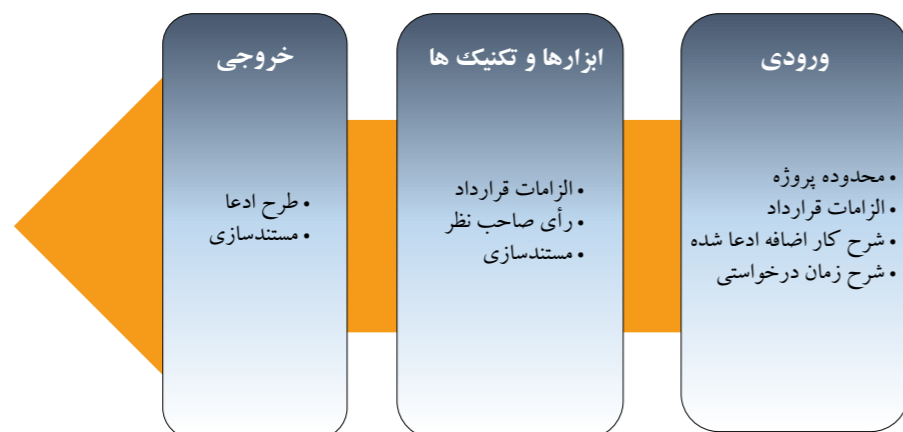 ورودی
• محدوده پروژه
• الزامات قرارداد
• شرح کار اضافه ادعا شده
• شرح زمان درخواستی
ابزارها و تکنیک ها
• الزامات قرارداد
• رأی صاحب نظر
• مستندسازی
خروجی
• طرح ادعا
• مستندسازی